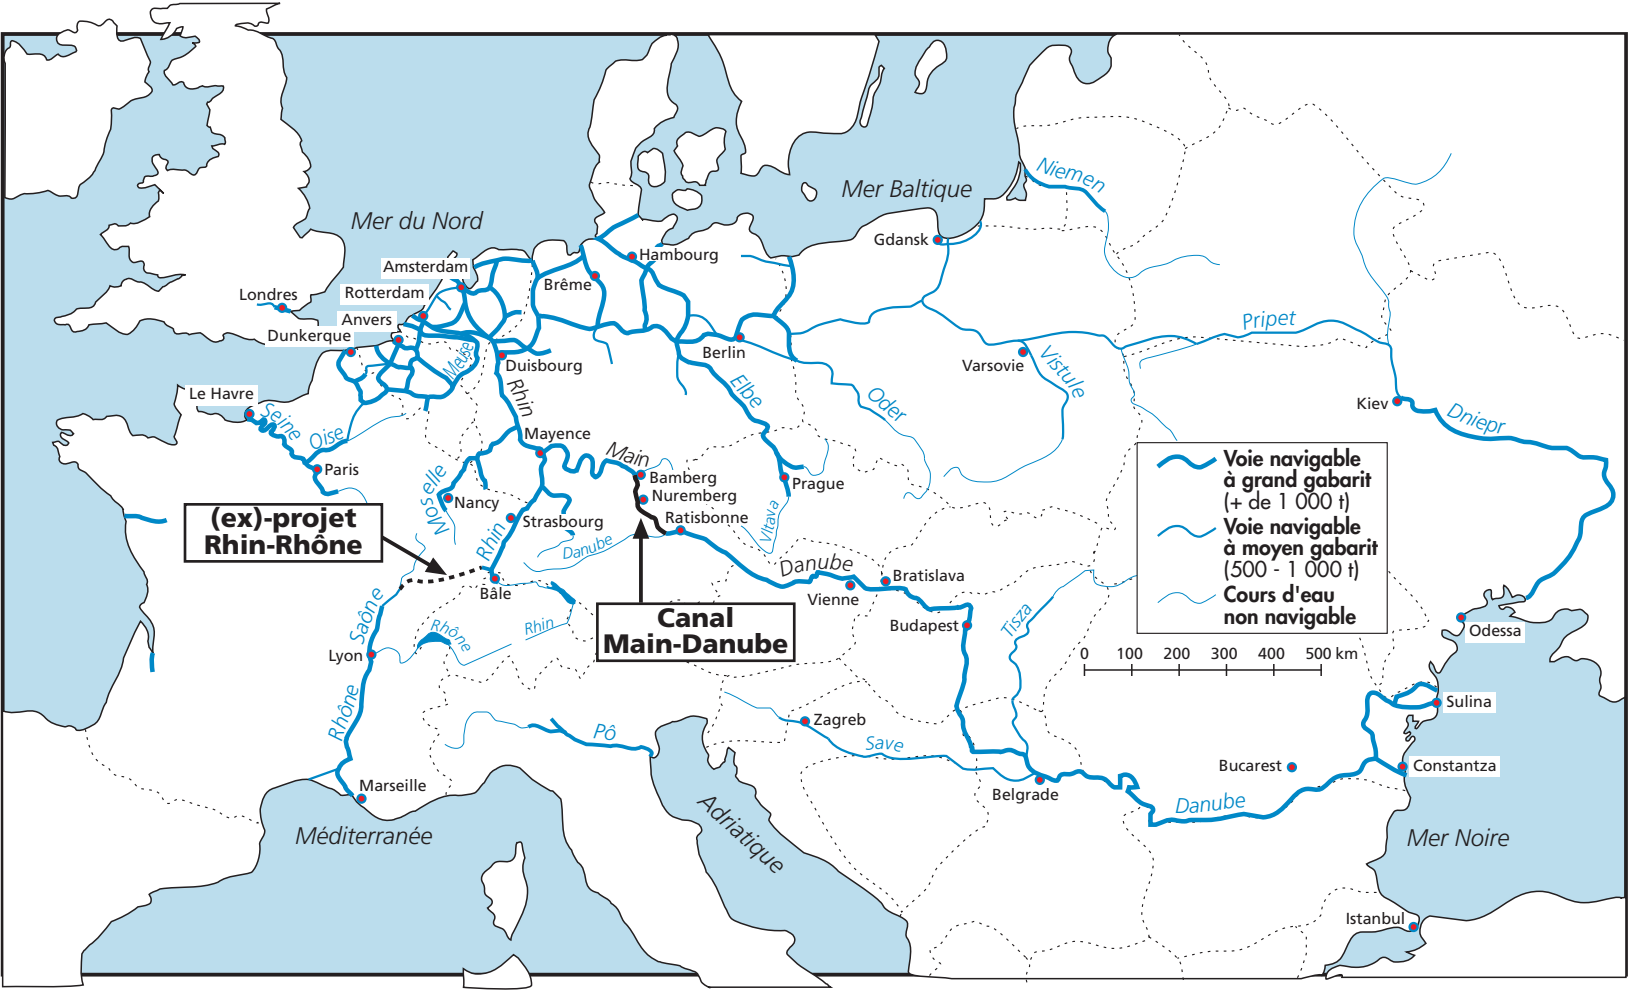 Mer du Nord
Mer Baltique
Niemen
Gdansk
Hambourg
Amsterdam
Brême
Londres
Rotterdam
Anvers
Dunkerque
Meuse
Duisbourg
Berlin
Pripet
Varsovie
Vistule
Le Havre
Seine
Oise
Rhin
Elbe
Oder
Kiev
Dniepr
Paris
Mayence
Main
Bamberg
Nuremberg
Ratisbonne
Prague
Vltava
Moselle
Nancy
Strasbourg
Rhin
Danube
(ex)-projet
Rhin-Rhône
Voie navigable
à grand gabarit
(+ de 1 000 t)
Voie navigable
à moyen gabarit
(500 - 1 000 t)
Cours d'eau
non navigable
0 100 200 300 400 500 km
Danube
Vienne
Bratislava
Budapest
Tisza
Bâle
Canal
Main-Danube
Saône
Rhône
Rhin
Lyon
Rhône
Odessa
Sulina
Zagreb
Save
Pô
Marseille
Bucarest
Constantza
Belgrade
Danube
Méditerranée
Adriatique
Mer Noire
Istanbul